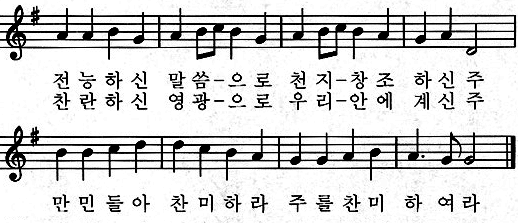 전능하신 말씀-으로 천지-창조 하신주
찬란하신 영광-으로 우리-안에 계신주
만민들아 찬미하라 주를찬미 하여라